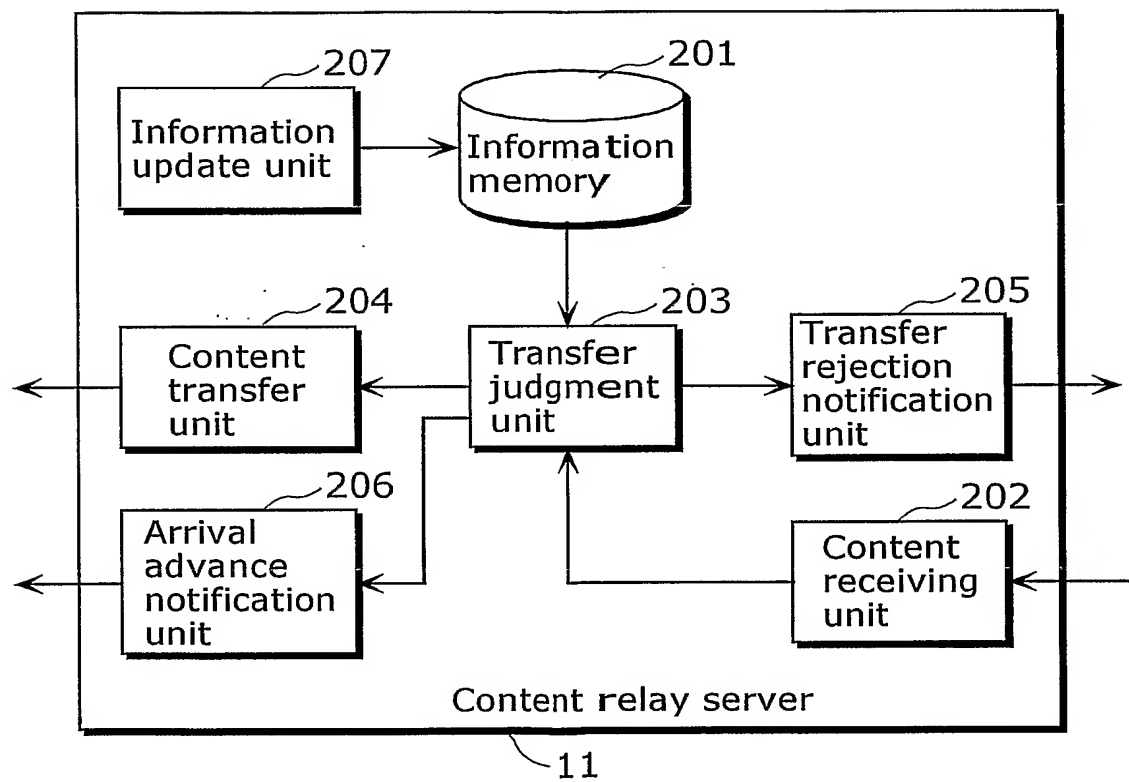 207
201
Information
update unit
Information
memory
204
203
205
Content
transfer
unit
Transfer
judgment
unit
Transfer
rejection
notification
unit
206
202
Arrival
advance
notification
unit
Content
receiving
unit
Content relay server
11